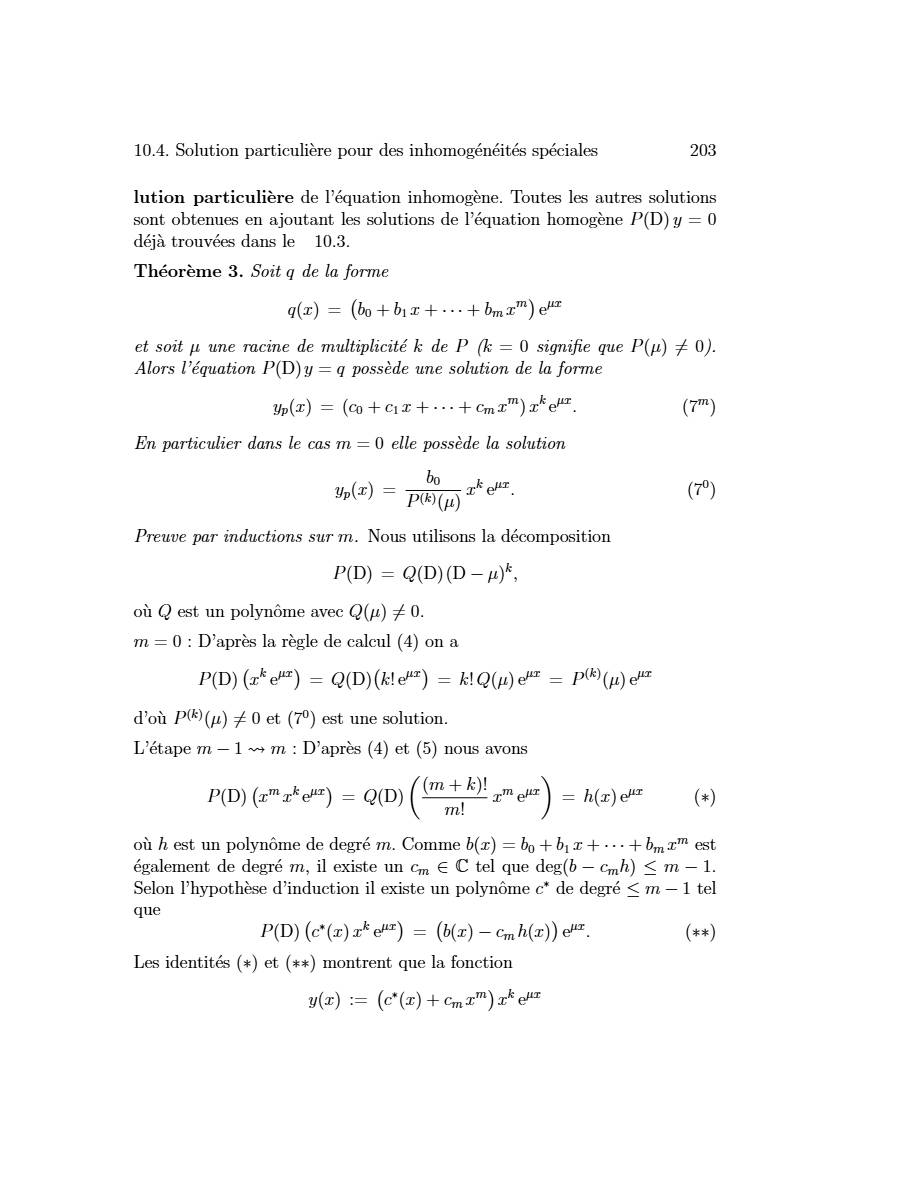 10.4. Solution particulière pour des inhomogénéités spéciales 203
lution particulière de l'équation inhomogène. Toutes les autres solutions
sont obtenues en ajoutant les solutions de l'équation homogène P(D) y = 0
déjà trouvées dans le 10.3.
Théorème 3. Soit q de la forme
q(x) = (b₀ + b₁ x + ⋯ + bₘ xᵐ) e^{μx}
et soit μ une racine de multiplicité k de P (k = 0 signifie que P(μ) ≠ 0).
Alors l'équation P(D)y = q possède une solution de la forme
yₚ(x) = (c₀ + c₁ x + ⋯ + cₘ xᵐ) xᵏ e^{μx}. (7ᵐ)
En particulier dans le cas m = 0 elle possède la solution
yₚ(x) = \frac{b₀}{P^{(k)}(μ)} xᵏ e^{μx}. (7⁰)
Preuve par inductions sur m. Nous utilisons la décomposition
P(D) = Q(D)(D − μ)ᵏ,
où Q est un polynôme avec Q(μ) ≠ 0.
m = 0 : D'après la règle de calcul (4) on a
P(D) (xᵏ e^{μx}) = Q(D)(k! e^{μx}) = k! Q(μ) e^{μx} = P^{(k)}(μ) e^{μx}
d'où P^{(k)}(μ) ≠ 0 et (7⁰) est une solution.
L'étape m − 1 ⇝ m : D'après (4) et (5) nous avons
P(D) (xᵐ xᵏ e^{μx}) = Q(D) (\frac{(m + k)!}{m!} xᵐ e^{μx}) = h(x) e^{μx} (∗)
où h est un polynôme de degré m. Comme b(x) = b₀ + b₁ x + ⋯ + bₘ xᵐ est
également de degré m, il existe un cₘ ∈ ℂ tel que deg(b − cₘh) ≤ m − 1.
Selon l'hypothèse d'induction il existe un polynôme c* de degré ≤ m − 1 tel
que
P(D) (c*(x) xᵏ e^{μx}) = (b(x) − cₘ h(x)) e^{μx}. (∗∗)
Les identités (∗) et (∗∗) montrent que la fonction
y(x) := (c*(x) + cₘ xᵐ) xᵏ e^{μx}